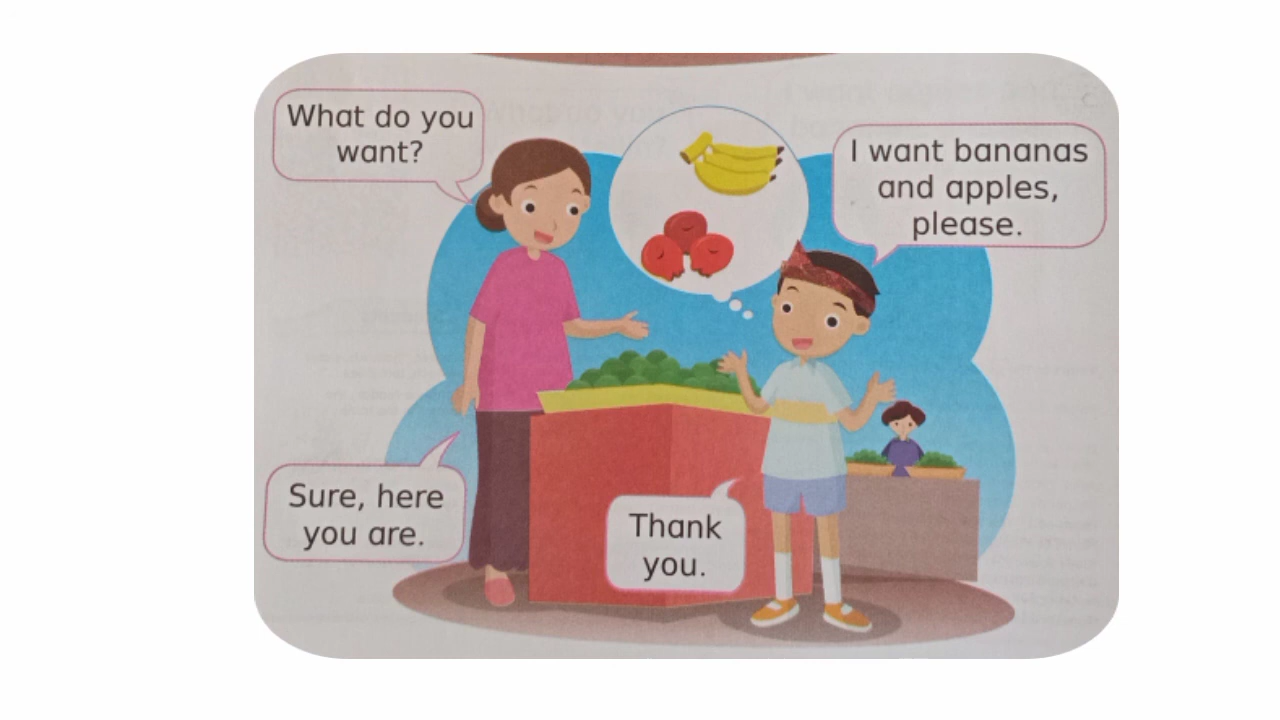 What do you
want?
I want bananas
and apples,
please.
Sure, here
you are.
Thank
you.